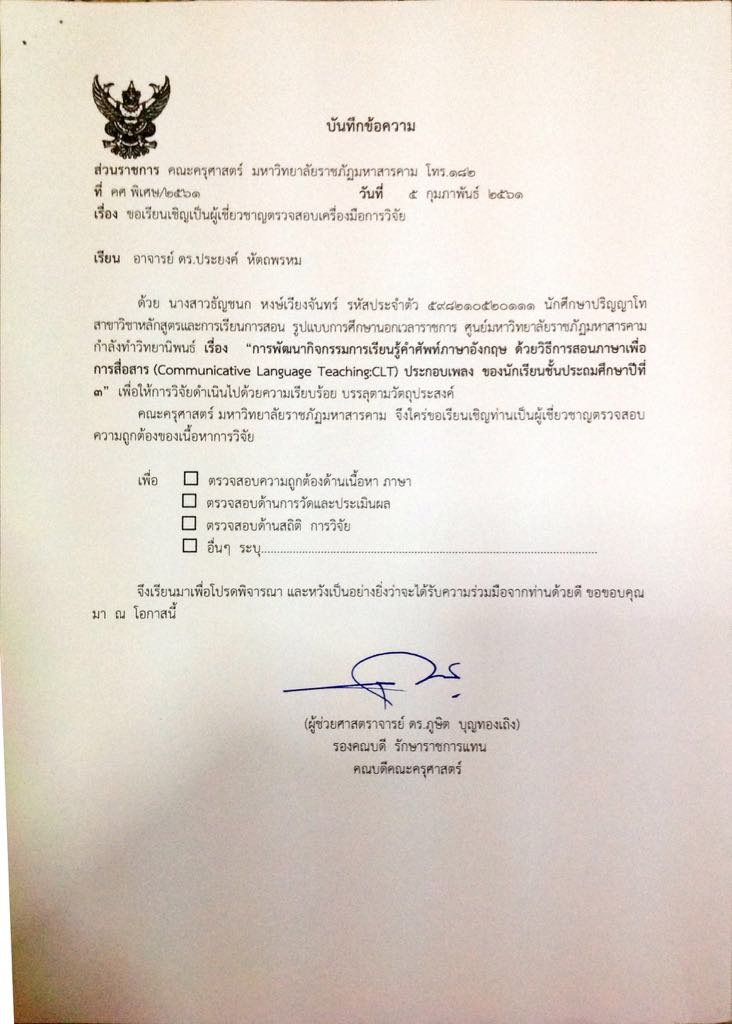 บันทึกข้อความ
ส่วนราชการ คณะครุศาสตร์ มหาวิทยาลัยราชภัฏมหาสารคาม โทร.๑๘๒
ที่ คศ พิเศษ/๒๕๖๑ วันที่ ๕ กุมภาพันธ์ ๒๕๖๑
เรื่อง ขอเรียนเชิญเป็นผู้เชี่ยวชาญตรวจสอบเครื่องมือการวิจัย
เรียน อาจารย์ ดร.ประยงค์ หัตถพรหม
ด้วย นางสาวธัญชนก หงษ์เวียงจันทร์ รหัสประจำตัว ๕๙๘๒๑๐๕๒๐๑๑๑ นักศึกษาปริญญาโท
สาขาวิชาหลักสูตรและการเรียนการสอน รูปแบบการศึกษานอกเวลาราชการ ศูนย์มหาวิทยาลัยราชภัฏมหาสารคาม
กำลังทำวิทยานิพนธ์ เรื่อง "การพัฒนากิจกรรมการเรียนรู้คำศัพท์ภาษาอังกฤษ ด้วยวิธีการสอนภาษาเพื่อ
การสื่อสาร (Communicative Language Teaching:CLT) ประกอบเพลง ของนักเรียนชั้นประถมศึกษาปีที่
๓" เพื่อให้การวิจัยดำเนินไปด้วยความเรียบร้อย บรรลุตามวัตถุประสงค์
คณะครุศาสตร์ มหาวิทยาลัยราชภัฏมหาสารคาม จึงใคร่ขอเรียนเชิญท่านเป็นผู้เชี่ยวชาญตรวจสอบ
ความถูกต้องของเนื้อหาการวิจัย
เพื่อ ☐ ตรวจสอบความถูกต้องด้านเนื้อหา ภาษา
☐ ตรวจสอบด้านการวัดและประเมินผล
☐ ตรวจสอบด้านสถิติ การวิจัย
☐ อื่นๆ ระบุ..........................................................................................
จึงเรียนมาเพื่อโปรดพิจารณา และหวังเป็นอย่างยิ่งว่าจะได้รับความร่วมมือจากท่านด้วยดี ขอขอบคุณ
มา ณ โอกาสนี้
(ผู้ช่วยศาสตราจารย์ ดร.ภูษิต บุญทองเถิง)
รองคณบดี รักษาราชการแทน
คณบดีคณะครุศาสตร์